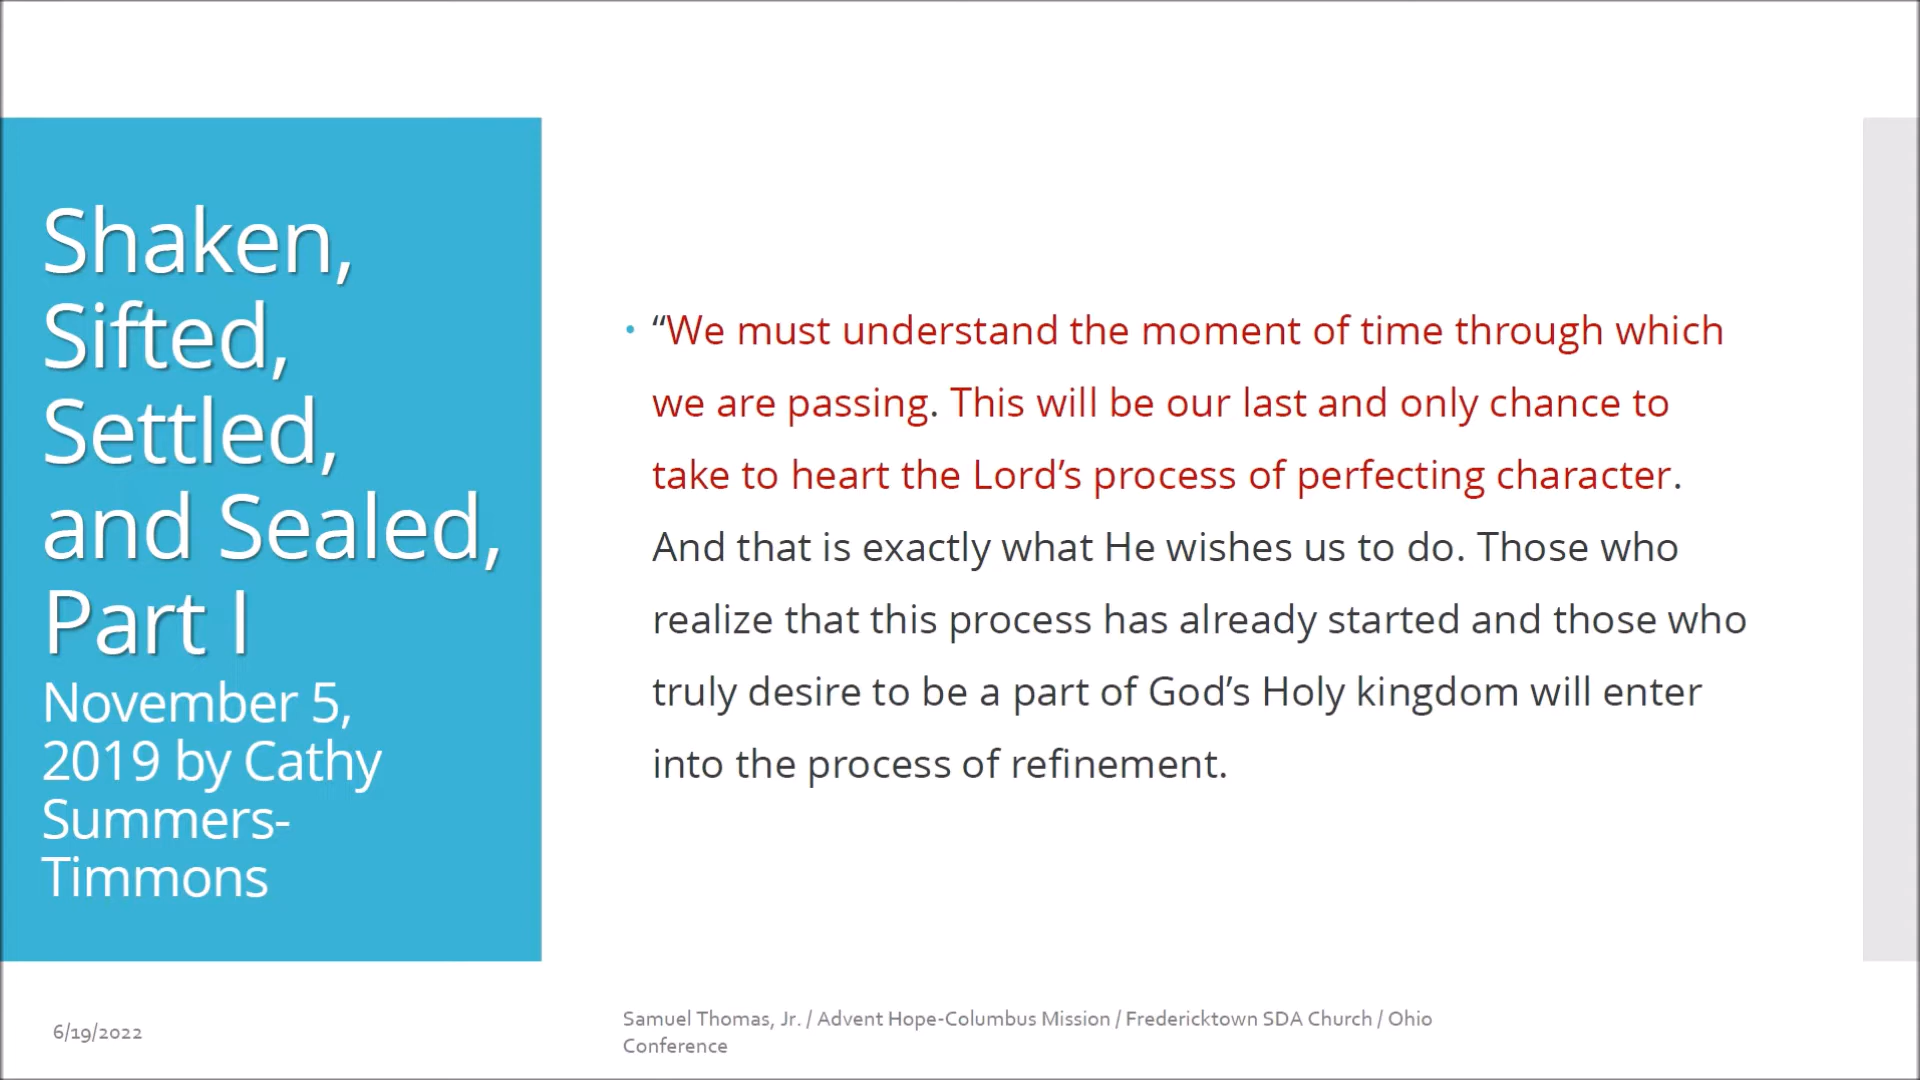 Shaken,
Sifted,
Settled,
and Sealed,
Part I
November 5,
2019 by Cathy
Summers-
Timmons
• “We must understand the moment of time through which
we are passing. This will be our last and only chance to
take to heart the Lord’s process of perfecting character.
And that is exactly what He wishes us to do. Those who
realize that this process has already started and those who
truly desire to be a part of God’s Holy kingdom will enter
into the process of refinement.
6/19/2022
Samuel Thomas, Jr. / Advent Hope-Columbus Mission / Fredericktown SDA Church / Ohio
Conference